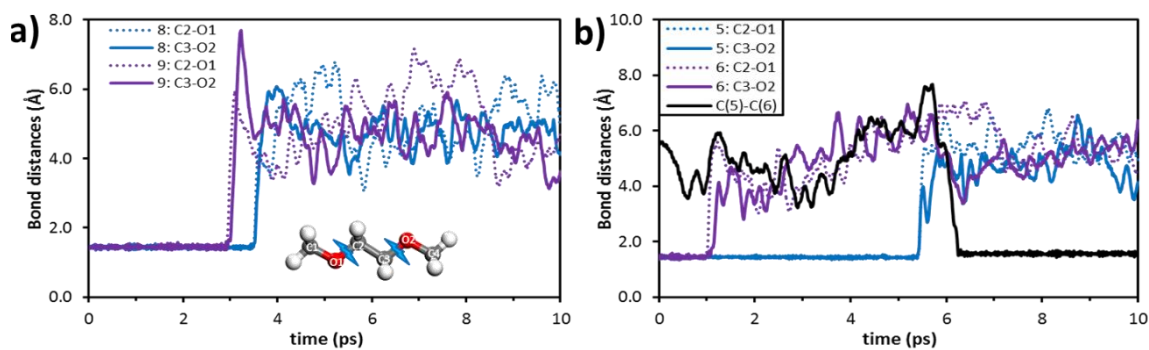 a)
8: C2-O1
8: C3-O2
9: C2-O1
9: C3-O2
Bond distances (Å)
8.0
6.0
4.0
2.0
0.0
C1
O1
C2
C3
O2
C4
0 2 4 6 8 10
time (ps)
b)
5: C2-O1
5: C3-O2
6: C2-O1
6: C3-O2
C(5)-C(6)
Bond distances (Å)
10.0
8.0
6.0
4.0
2.0
0.0
0 2 4 6 8 10
time (ps)